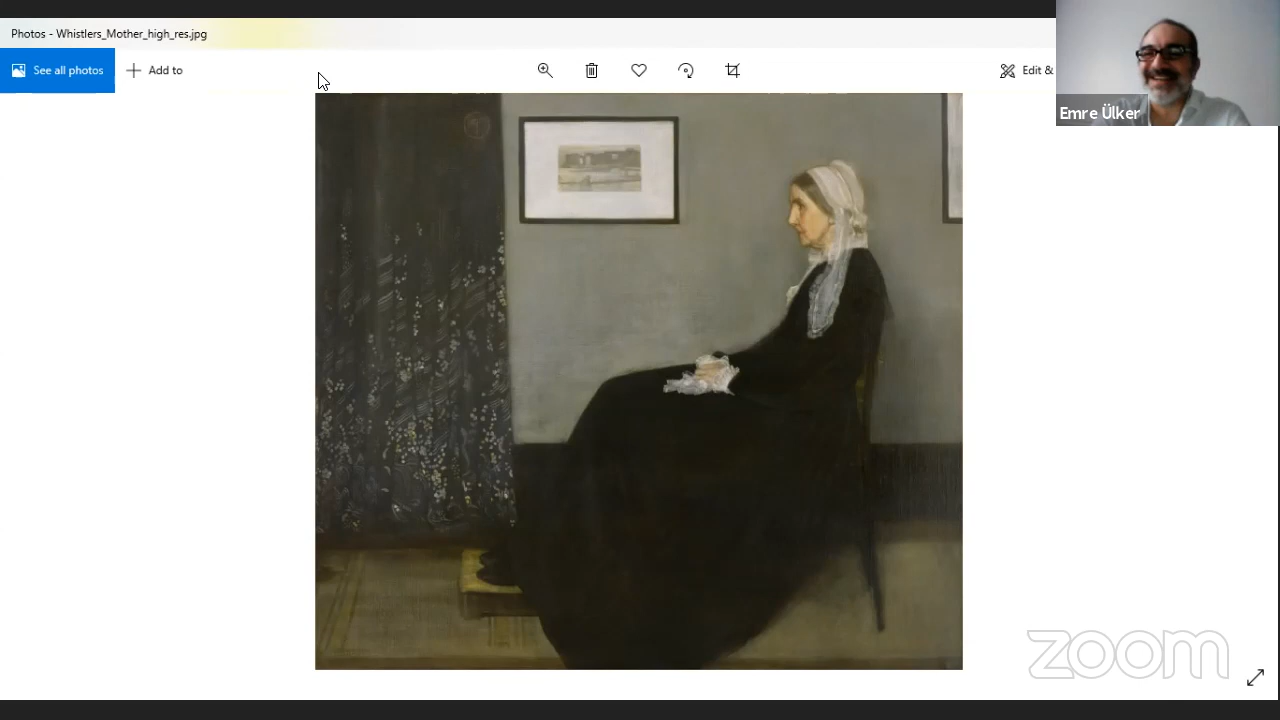 Photos - Whistlers_Mother_high_res.jpg
See all photos
Add to
Edit &
Emre Ülker
zoom